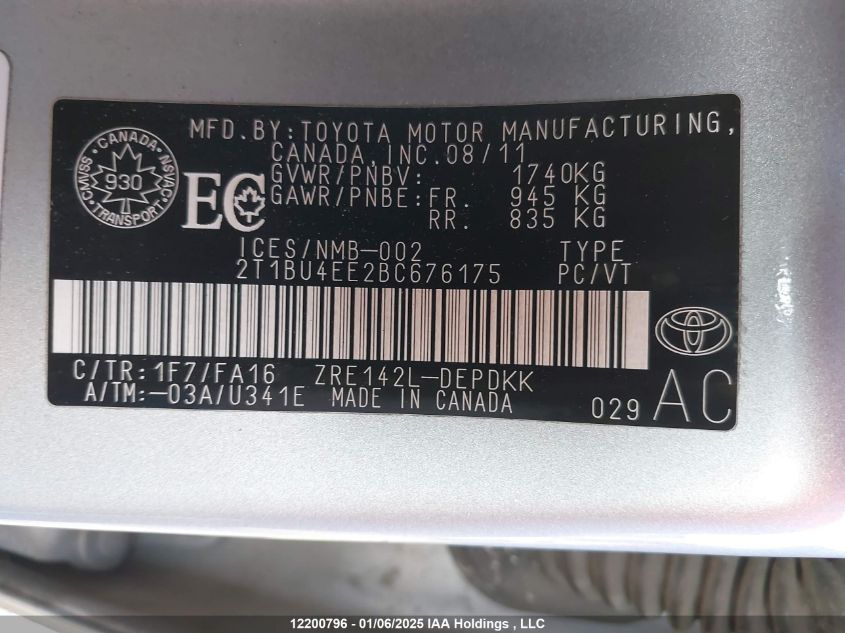 MFD.BY:TOYOTA MOTOR MANUFACTURING,
CANADA,INC.08/11
GVWR/PNBV: 1740KG
GAWR/PNBE:FR. 945 KG
RR. 835 KG
CANADA
CMVSS 930 NSVAC
TRANSPORT
EC
ICES/NMB-002 TYPE
2T1BU4EE2BC676175 PC/VT
C/TR:1F7/FA16 ZRE142L-DEPDKK
A/TM:-03A/U341E MADE IN CANADA
029 AC
12200796 - 01/06/2025 IAA Holdings , LLC